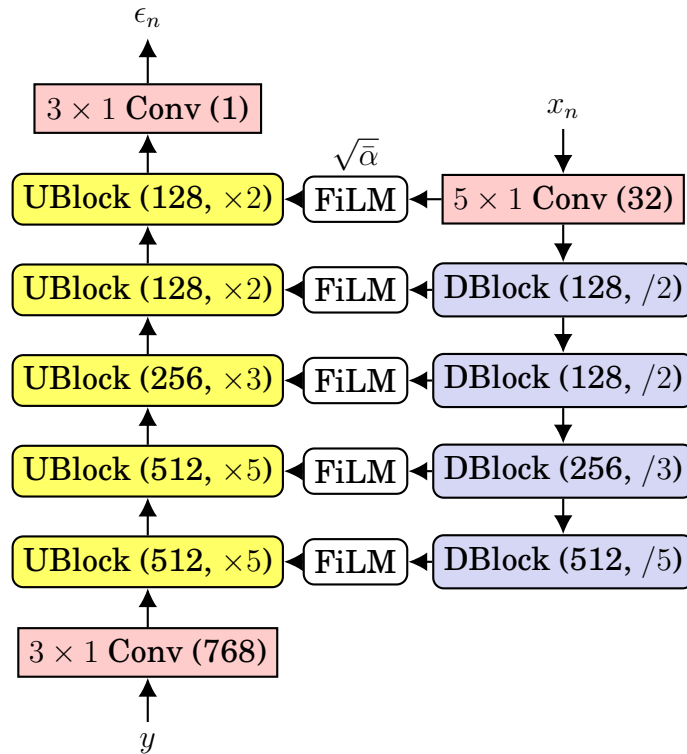 ϵₙ
3 × 1 Conv (1)
xₙ
√ᾱ
UBlock (128, ×2)
FiLM
5 × 1 Conv (32)
UBlock (128, ×2)
FiLM
DBlock (128, /2)
UBlock (256, ×3)
FiLM
DBlock (128, /2)
UBlock (512, ×5)
FiLM
DBlock (256, /3)
UBlock (512, ×5)
FiLM
DBlock (512, /5)
3 × 1 Conv (768)
y